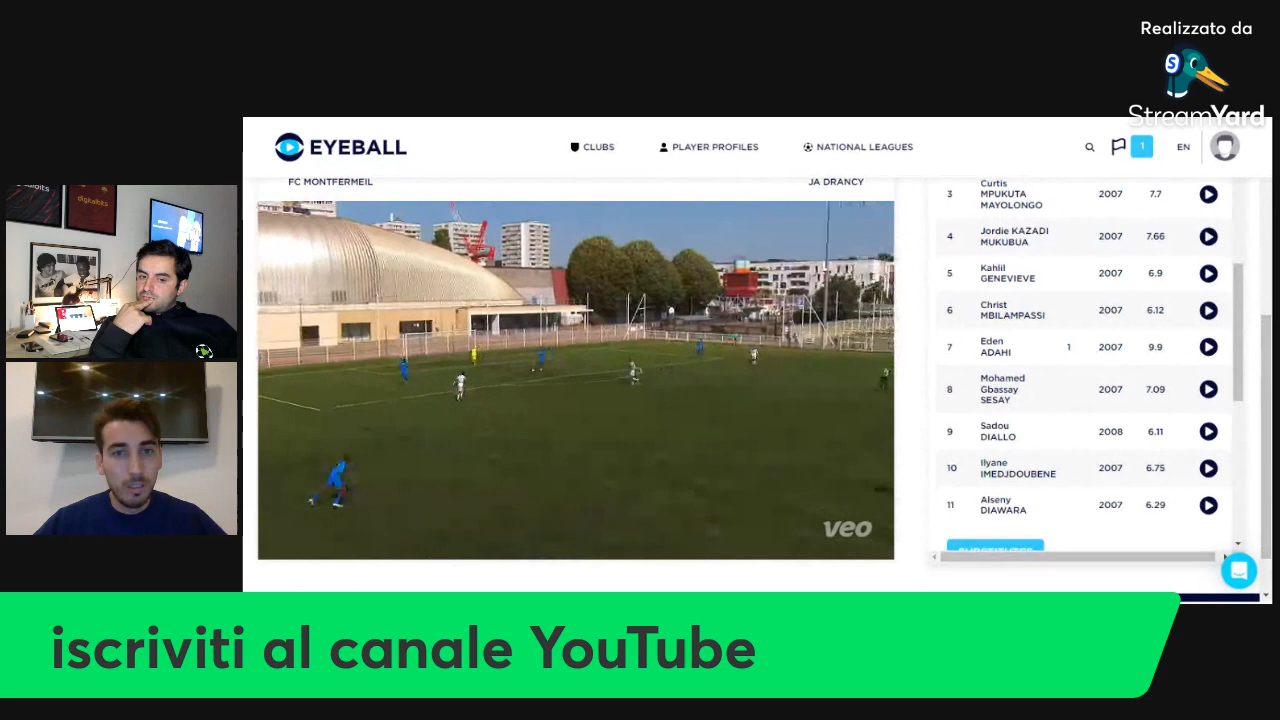 Realizzato da
StreamYard
EYEBALL
CLUBS
PLAYER PROFILES
NATIONAL LEAGUES
1
EN
FC MONTFERMEIL
JA DRANCY
3 Curtis MPUKUTA MAYOLONGO 2007 7.7
4 Jordie KAZADI MUKUBUA 2007 7.66
5 Kahlil GENEVIEVE 2007 6.9
6 Christ MBILAMPASSI 2007 6.12
7 Eden ADAHI 1 2007 9.9
8 Mohamed Gbassay SESAY 2007 7.09
9 Sadou DIALLO 2008 6.11
10 Ilyane IMEDJDOUBENE 2007 6.75
11 Alseny DIAWARA 2007 6.29
SUBSTITUTES
veo
digitalbits
iscriviti al canale YouTube